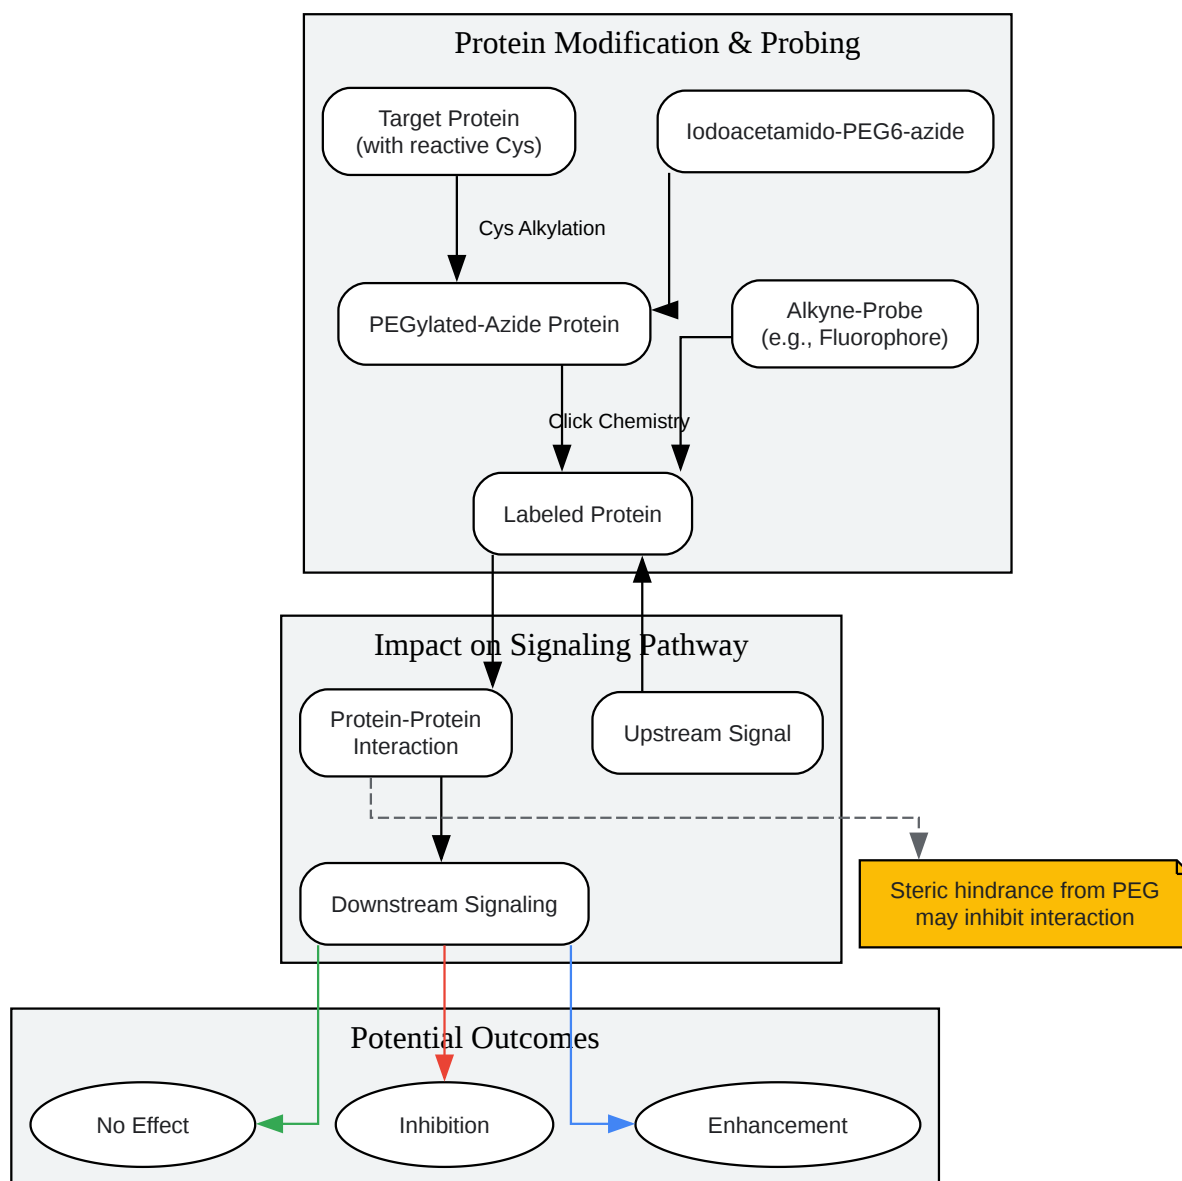 Protein Modification & Probing
Target Protein
(with reactive Cys)
Iodoacetamido-PEG6-azide
Cys Alkylation
PEGylated-Azide Protein
Alkyne-Probe
(e.g., Fluorophore)
Click Chemistry
Labeled Protein
Impact on Signaling Pathway
Protein-Protein
Interaction
Upstream Signal
Downstream Signaling
Steric hindrance from PEG
may inhibit interaction
Potential Outcomes
No Effect
Inhibition
Enhancement